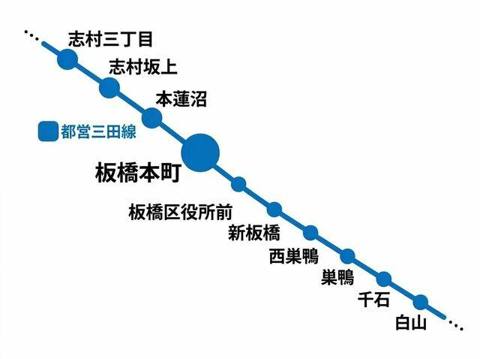 志村三丁目
志村坂上
本蓮沼
都営三田線
板橋本町
板橋区役所前
新板橋
西巣鴨
巣鴨
千石
白山